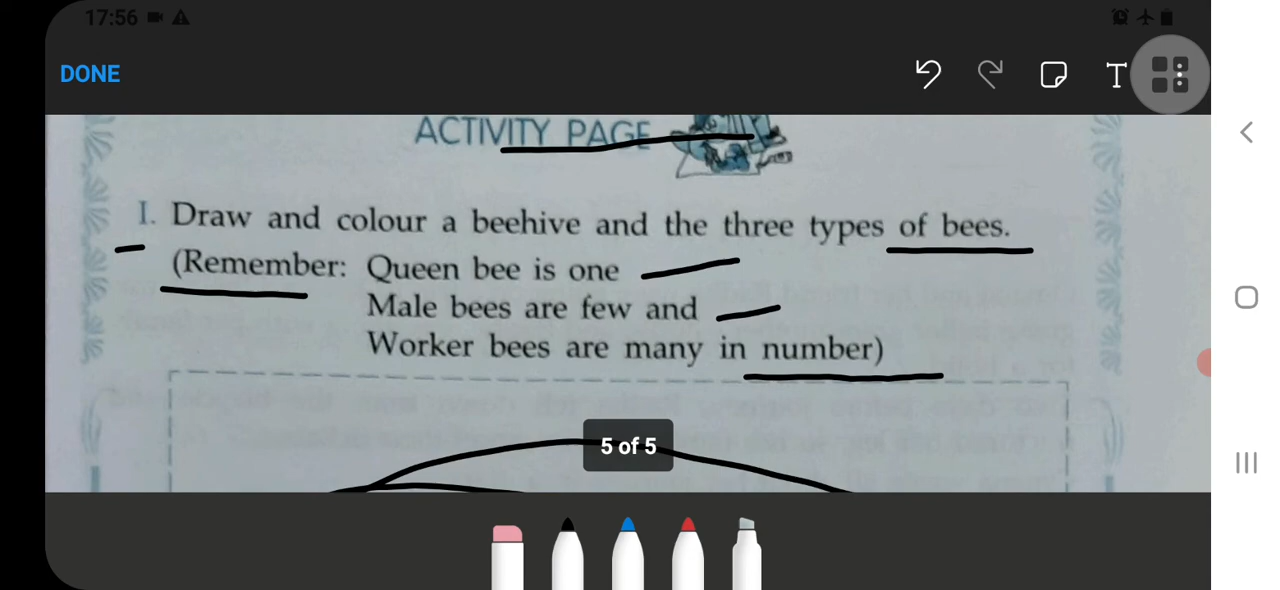 17:56
DONE
T
ACTIVITY PAGE
I. Draw and colour a beehive and the three types of bees.
(Remember: Queen bee is one
Male bees are few and
Worker bees are many in number)
5 of 5